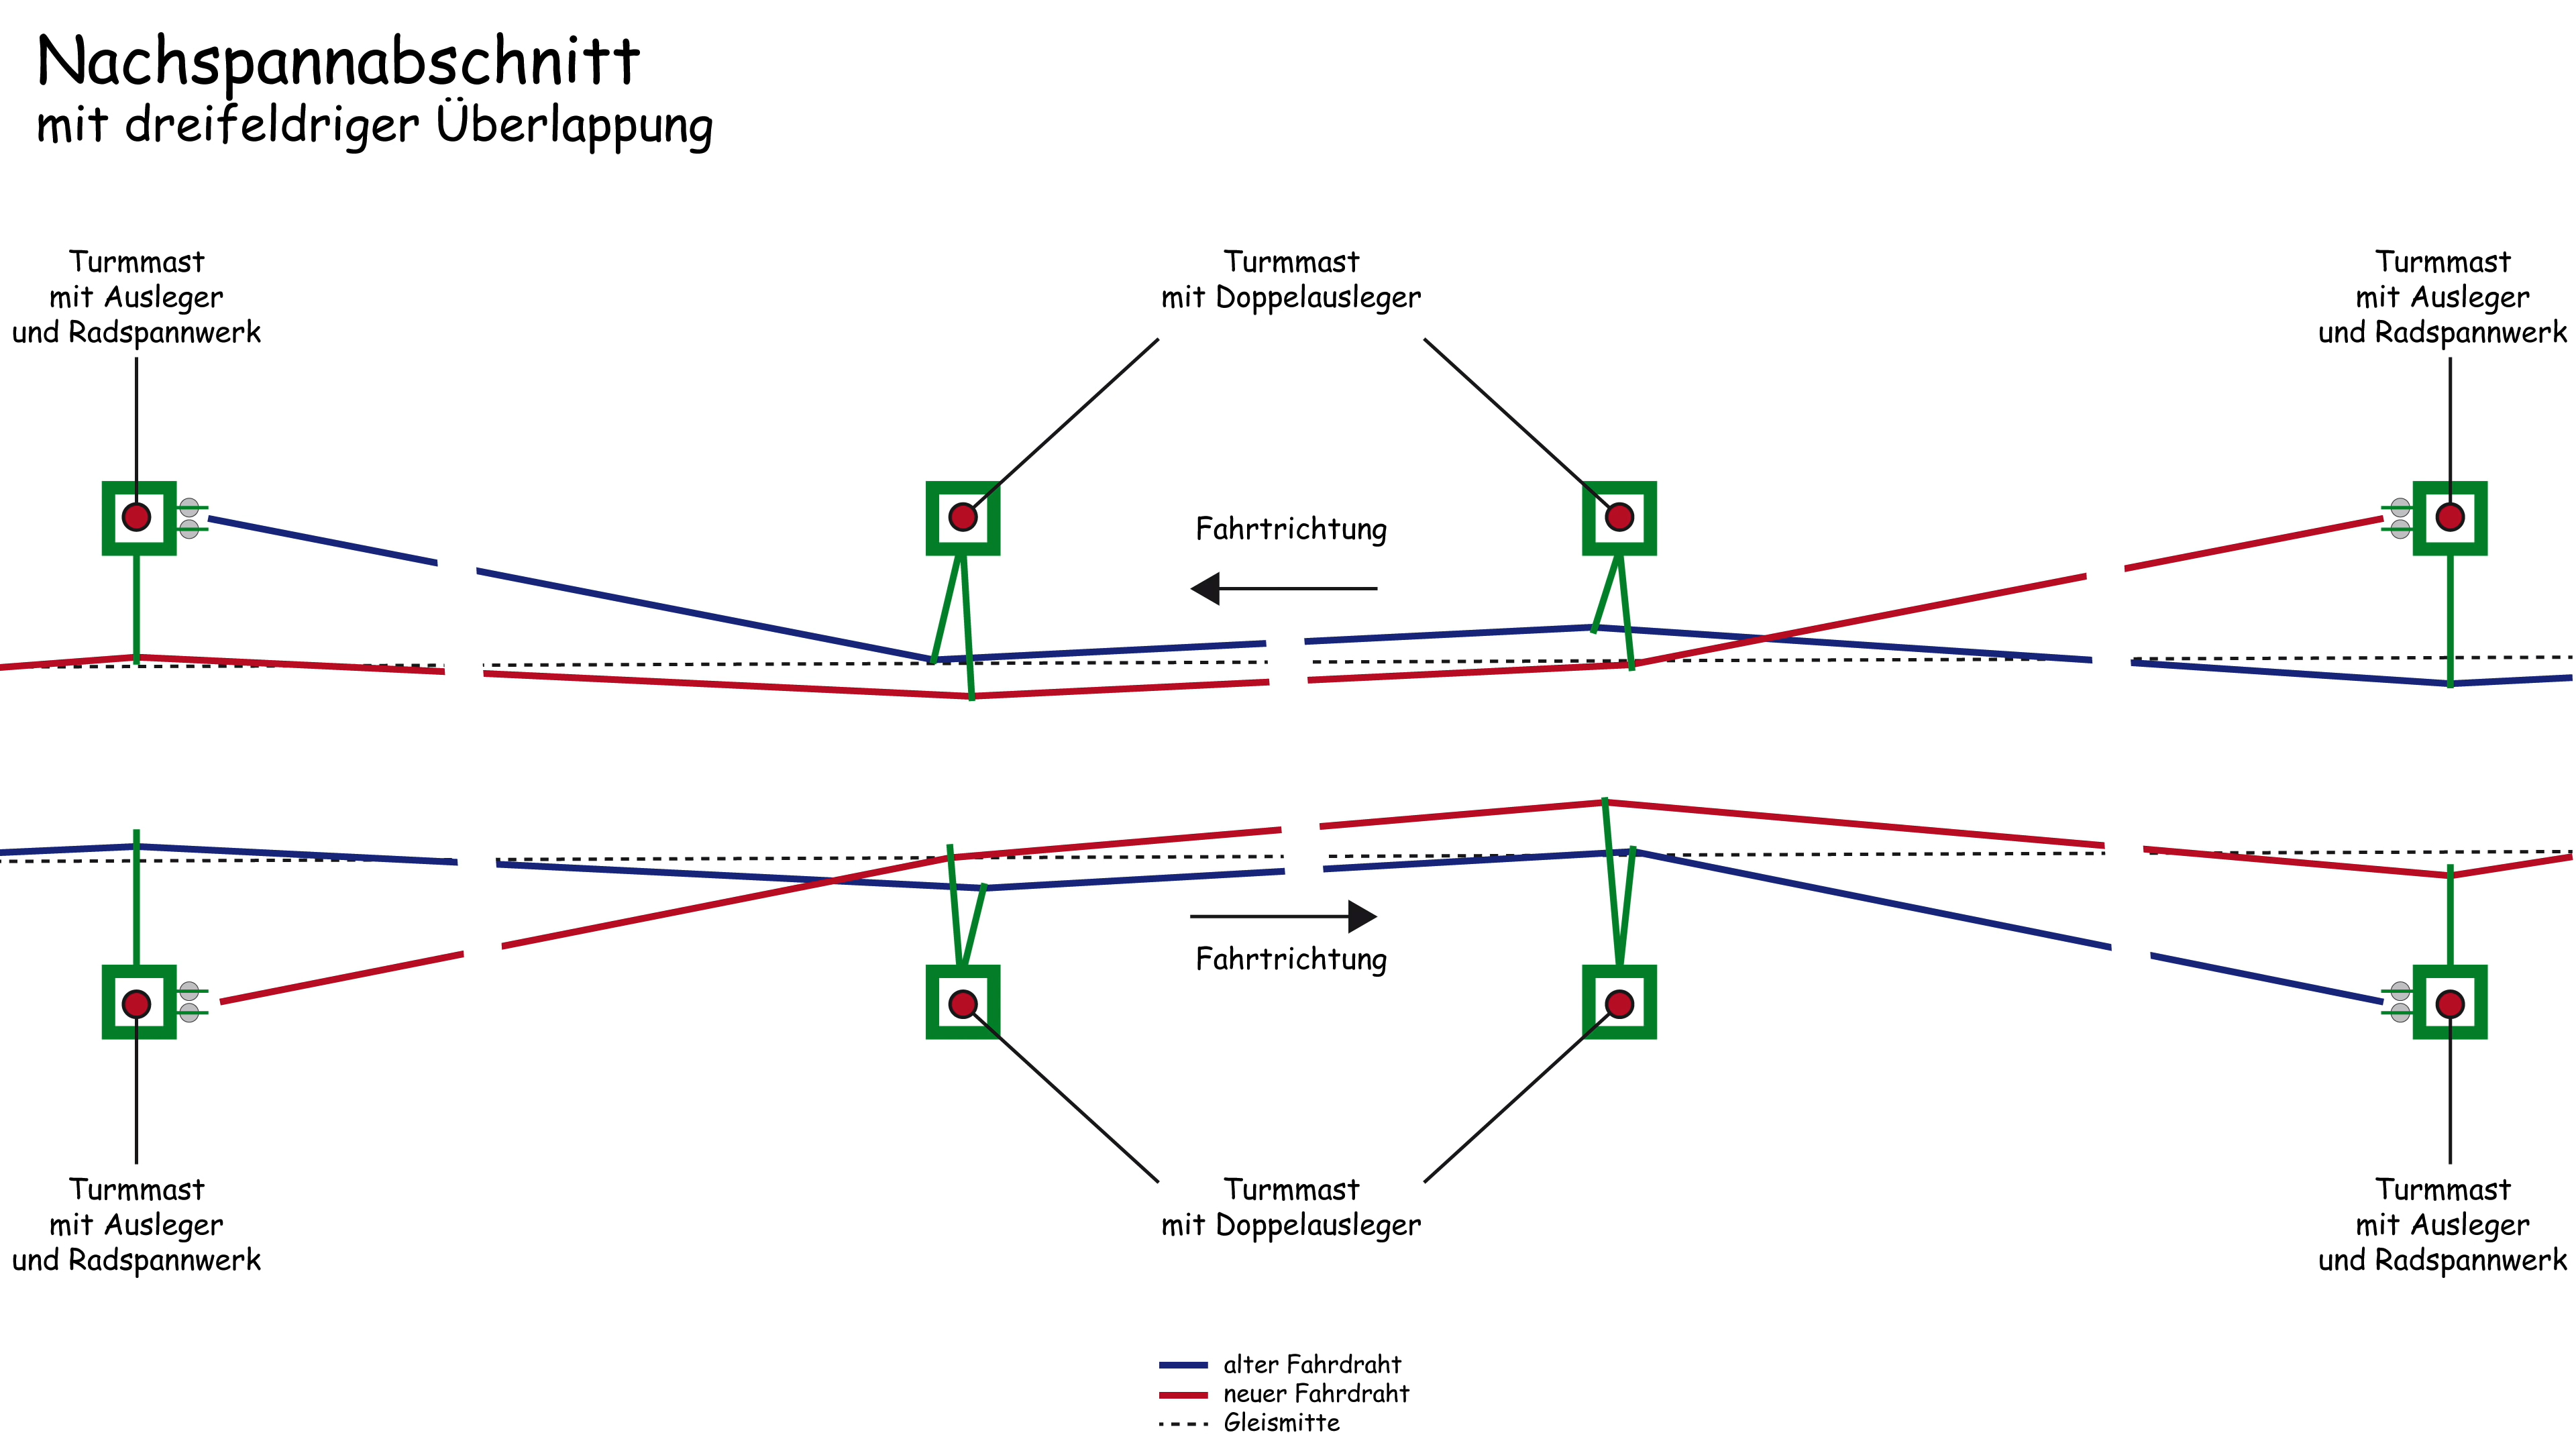 Nachspannabschnitt
mit dreifeldriger Überlappung
Turmmast
mit Ausleger
und Radspannwerk
Turmmast
mit Doppelausleger
Turmmast
mit Ausleger
und Radspannwerk
Fahrtrichtung
Fahrtrichtung
Turmmast
mit Ausleger
und Radspannwerk
Turmmast
mit Doppelausleger
Turmmast
mit Ausleger
und Radspannwerk
alter Fahrdraht
neuer Fahrdraht
Gleismitte